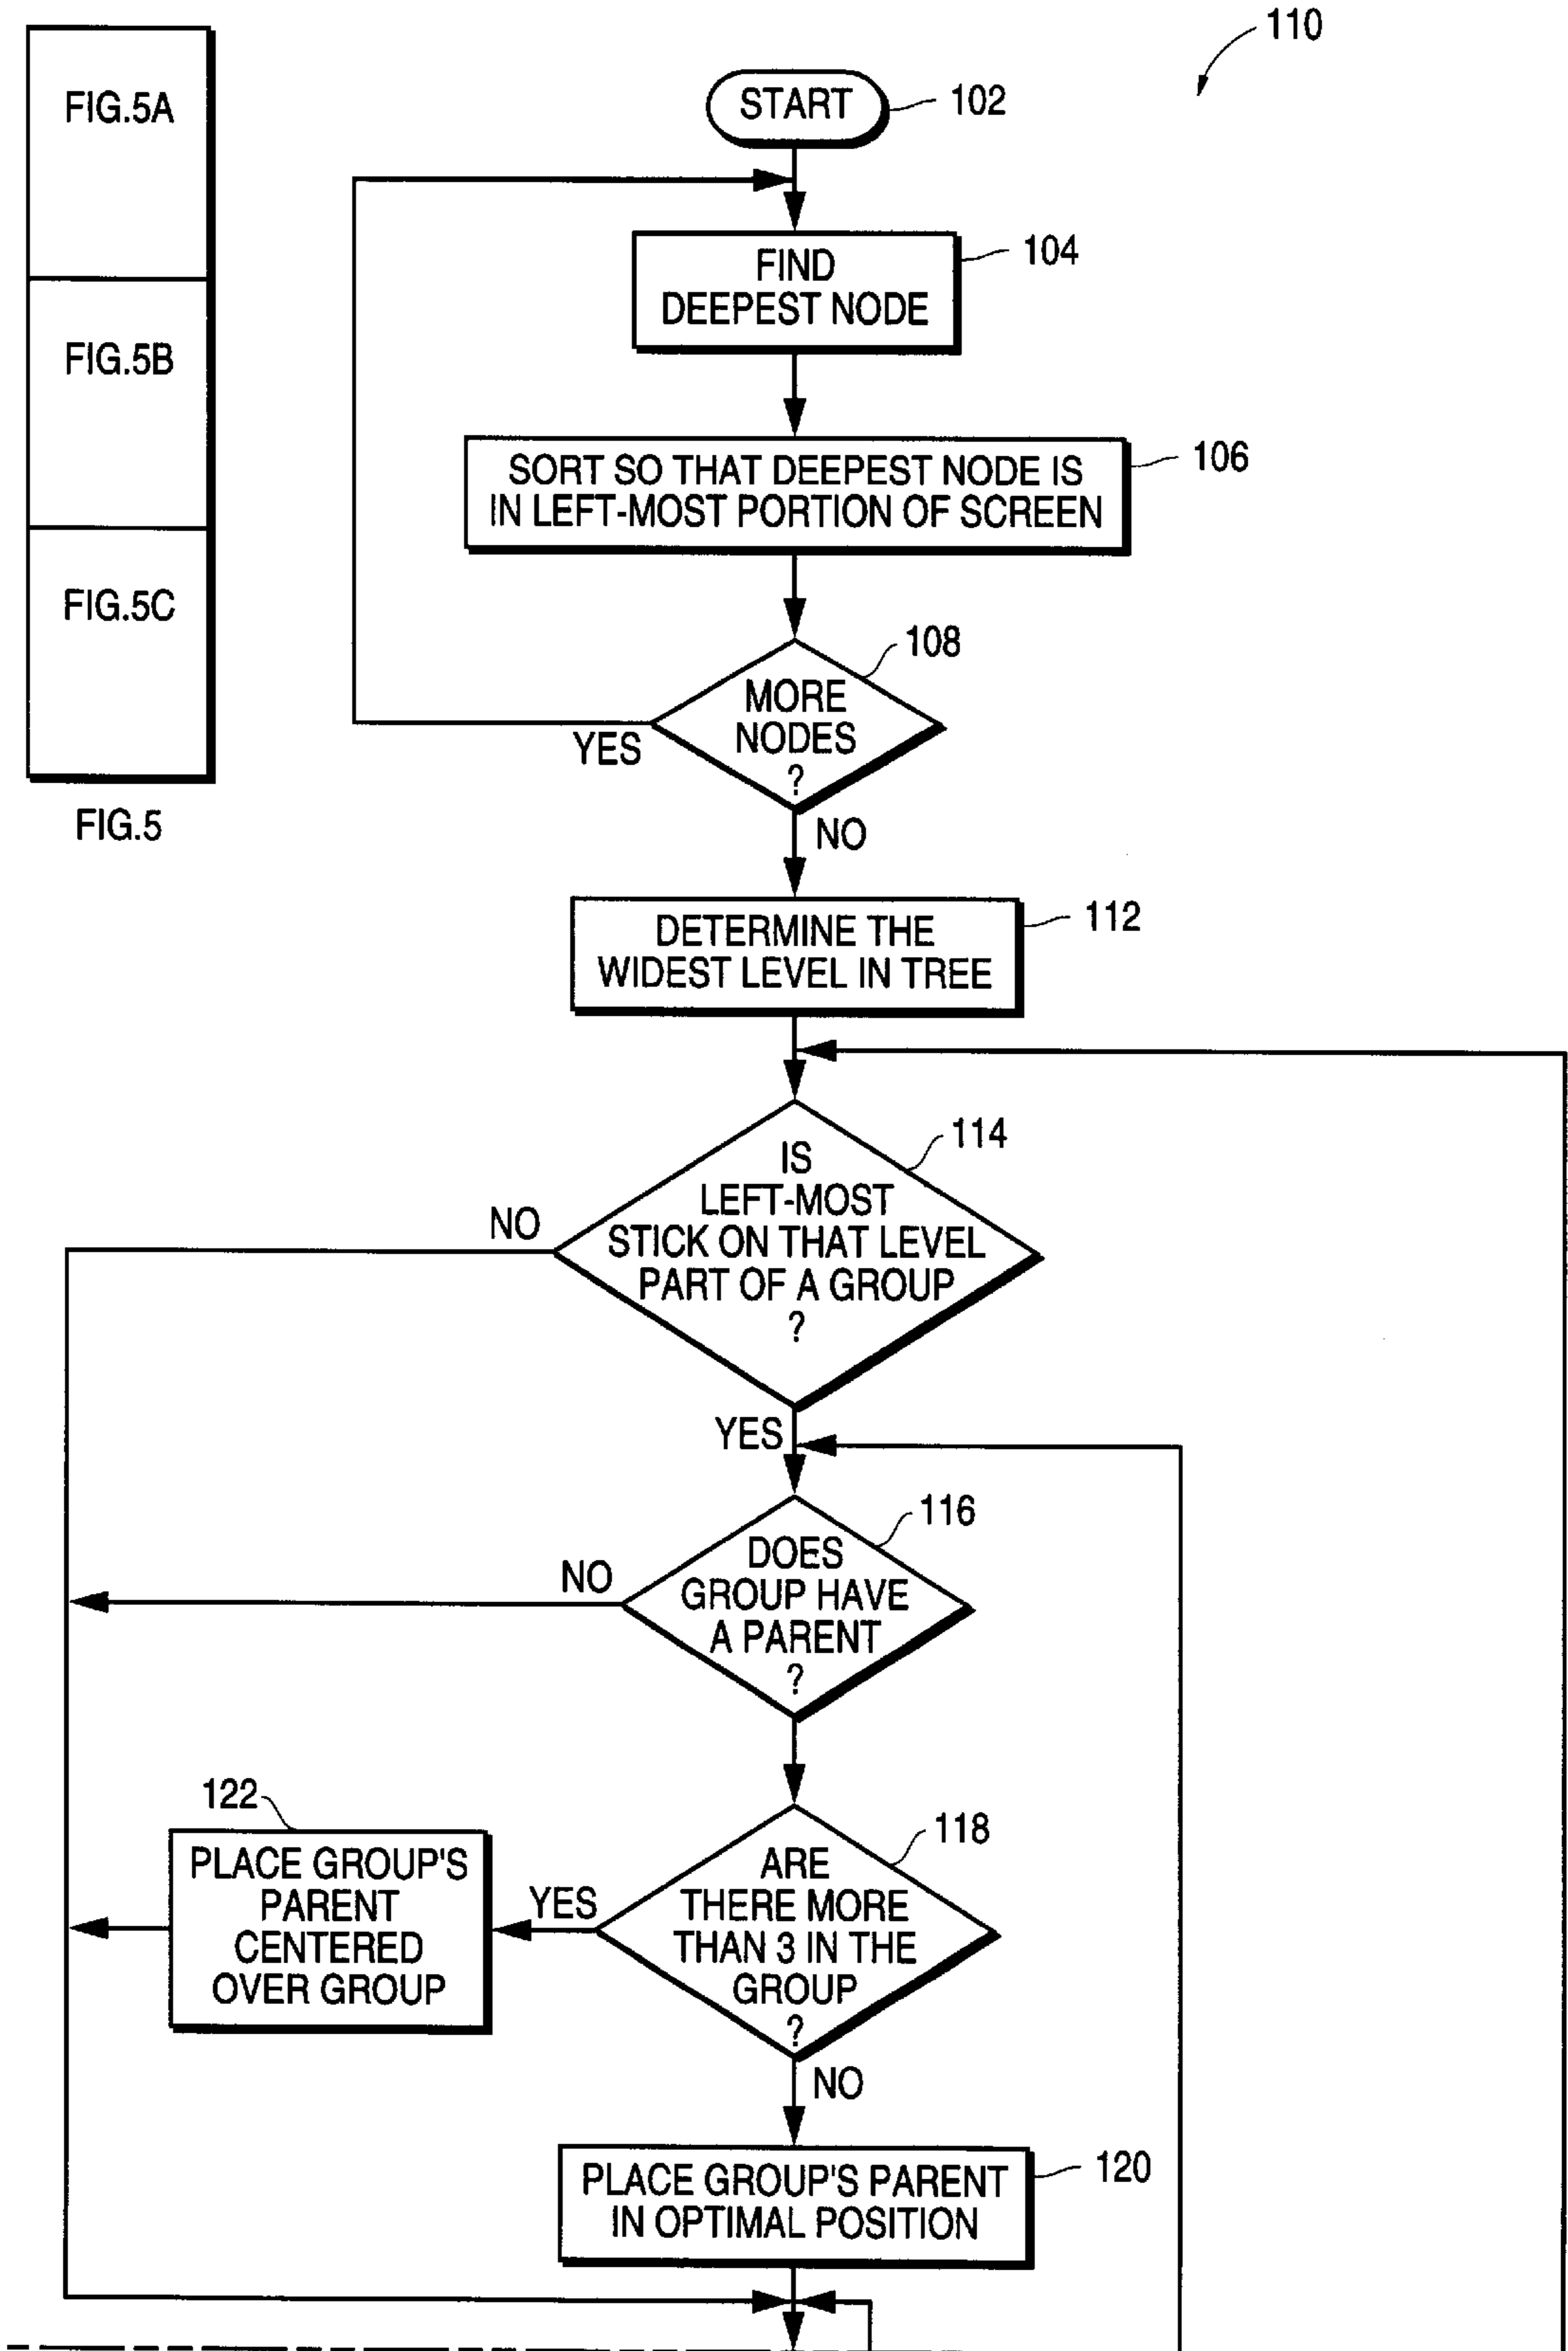 110
FIG.5A
FIG.5B
FIG.5C
FIG.5
START
102
FIND
DEEPEST NODE
104
SORT SO THAT DEEPEST NODE IS
IN LEFT-MOST PORTION OF SCREEN
106
MORE
NODES
?
108
YES
NO
DETERMINE THE
WIDEST LEVEL IN TREE
112
IS
LEFT-MOST
STICK ON THAT LEVEL
PART OF A GROUP
?
114
NO
YES
DOES
GROUP HAVE
A PARENT
?
116
NO
ARE
THERE MORE
THAN 3 IN THE
GROUP
?
118
YES
122
PLACE GROUP'S
PARENT
CENTERED
OVER GROUP
NO
PLACE GROUP'S PARENT
IN OPTIMAL POSITION
120